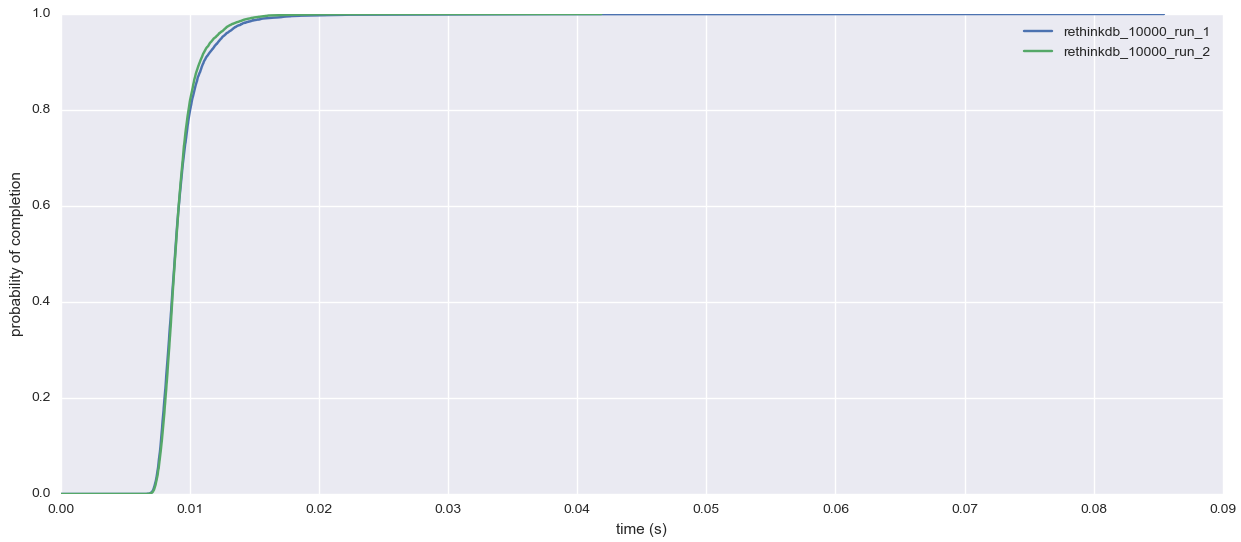 1.0
0.8
0.6
0.4
0.2
0.0
probability of completion
rethinkdb_10000_run_1
rethinkdb_10000_run_2
0.00 0.01 0.02 0.03 0.04 0.05 0.06 0.07 0.08 0.09
time (s)